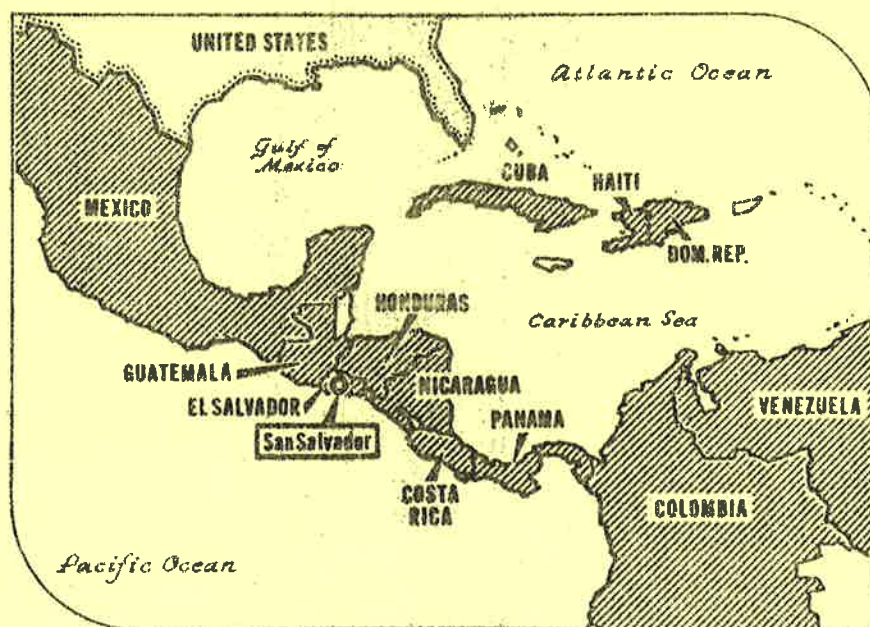 UNITED STATES
Atlantic Ocean
Gulf of
Mexico
CUBA
HAITI
MEXICO
DOM. REP.
HONDURAS
Caribbean Sea
GUATEMALA
NICARAGUA
EL SALVADOR
VENEZUELA
PANAMA
San Salvador
COSTA
RICA
COLOMBIA
Pacific Ocean